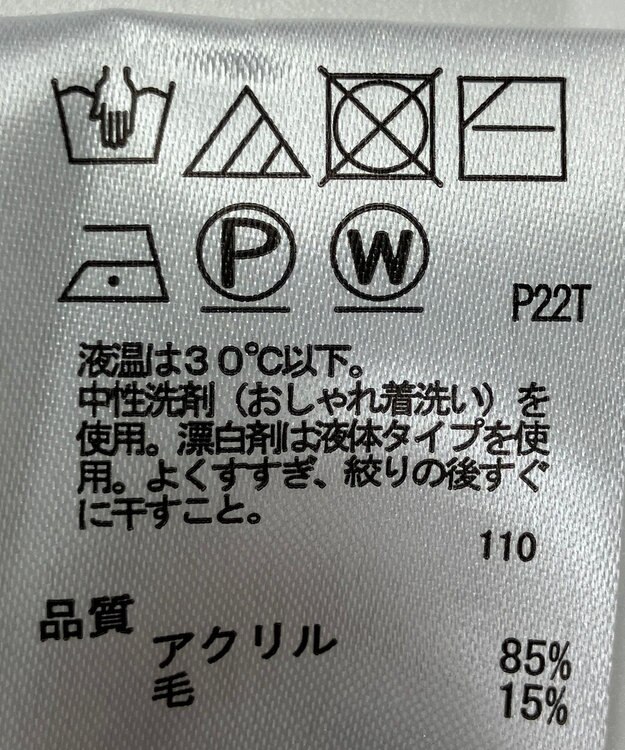 P
W
P22T
液温は30℃以下。
中性洗剤（おしゃれ着洗い）を
使用。漂白剤は液体タイプを使
用。よくすすぎ、絞りの後すぐ
に干すこと。
110
品質
アクリル 85%
毛 15%